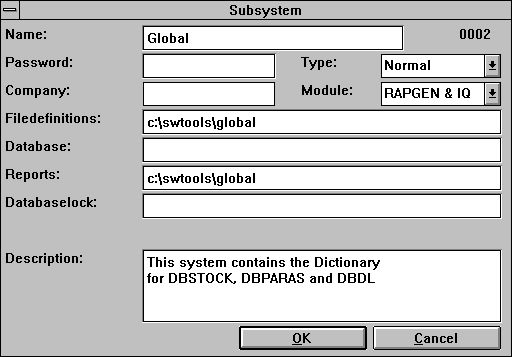 Subsystem
Name: Global 0002
Password: Type: Normal
Company: Module: RAPGEN & IQ
Filedefinitions: c:\swtools\global
Database:
Reports: c:\swtools\global
Databaselock:
Description: This system contains the Dictionary
for DBSTOCK, DBPARAS and DBDL
OK Cancel